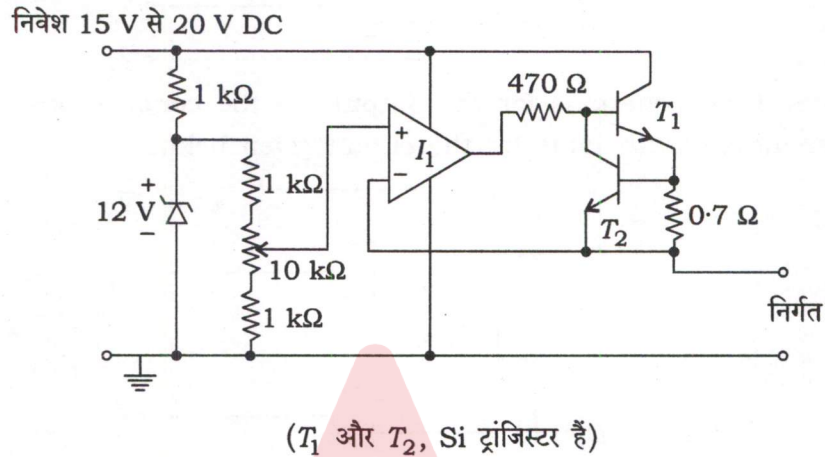 निवेश 15 V से 20 V DC
1 kΩ
470 Ω
T₁
+
I₁
−
1 kΩ
+
12 V
−
T₂
0·7 Ω
10 kΩ
1 kΩ
निर्गत
(T₁ और T₂, Si ट्रांजिस्टर हैं)